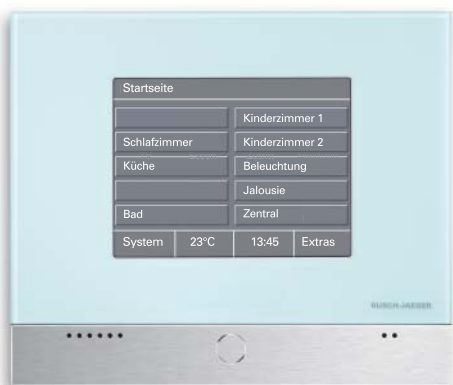 Startseite
Kinderzimmer 1
Schlafzimmer
Kinderzimmer 2
Küche
Beleuchtung
Jalousie
Bad
Zentral
System
23°C
13:45
Extras
BUSCH-JAEGER